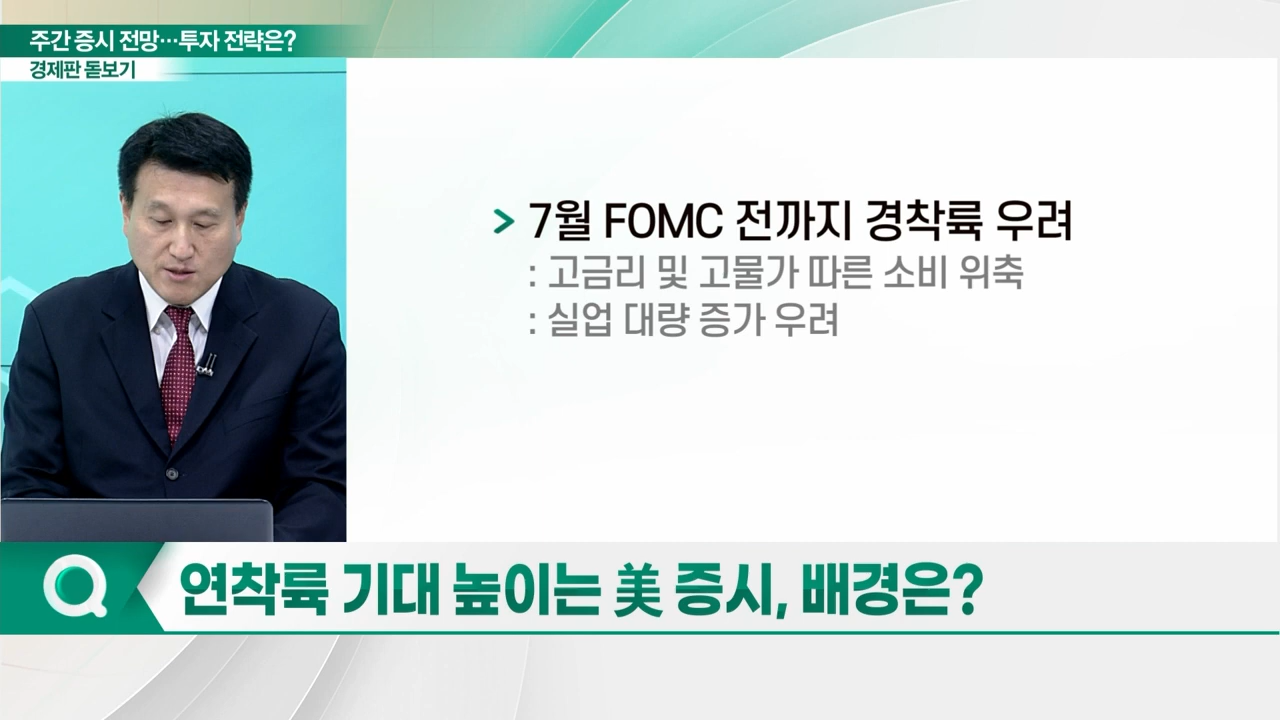 주간 증시 전망…투자 전략은?
경제판 돋보기
> 7월 FOMC 전까지 경착륙 우려
: 고금리 및 고물가 따른 소비 위축
: 실업 대량 증가 우려
연착륙 기대 높이는 美 증시, 배경은?